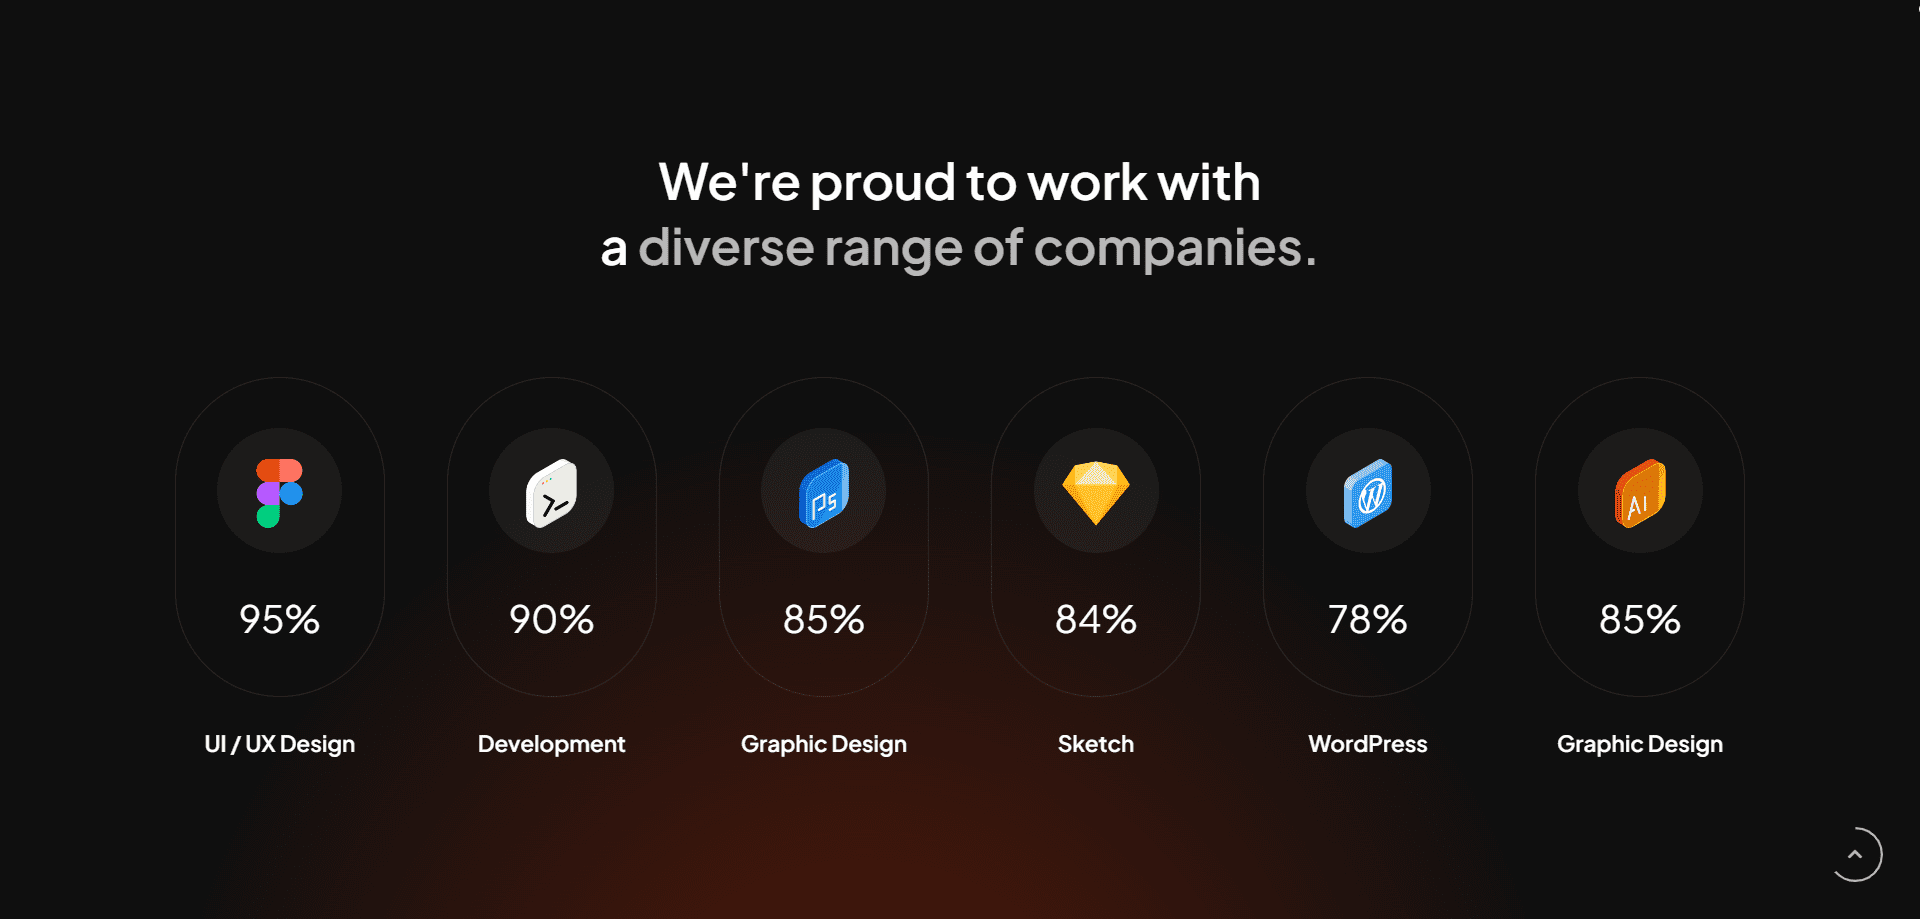 We're proud to work with
a diverse range of companies.
PS
AI
95%
90%
85%
84%
78%
85%
UI / UX Design
Development
Graphic Design
Sketch
WordPress
Graphic Design